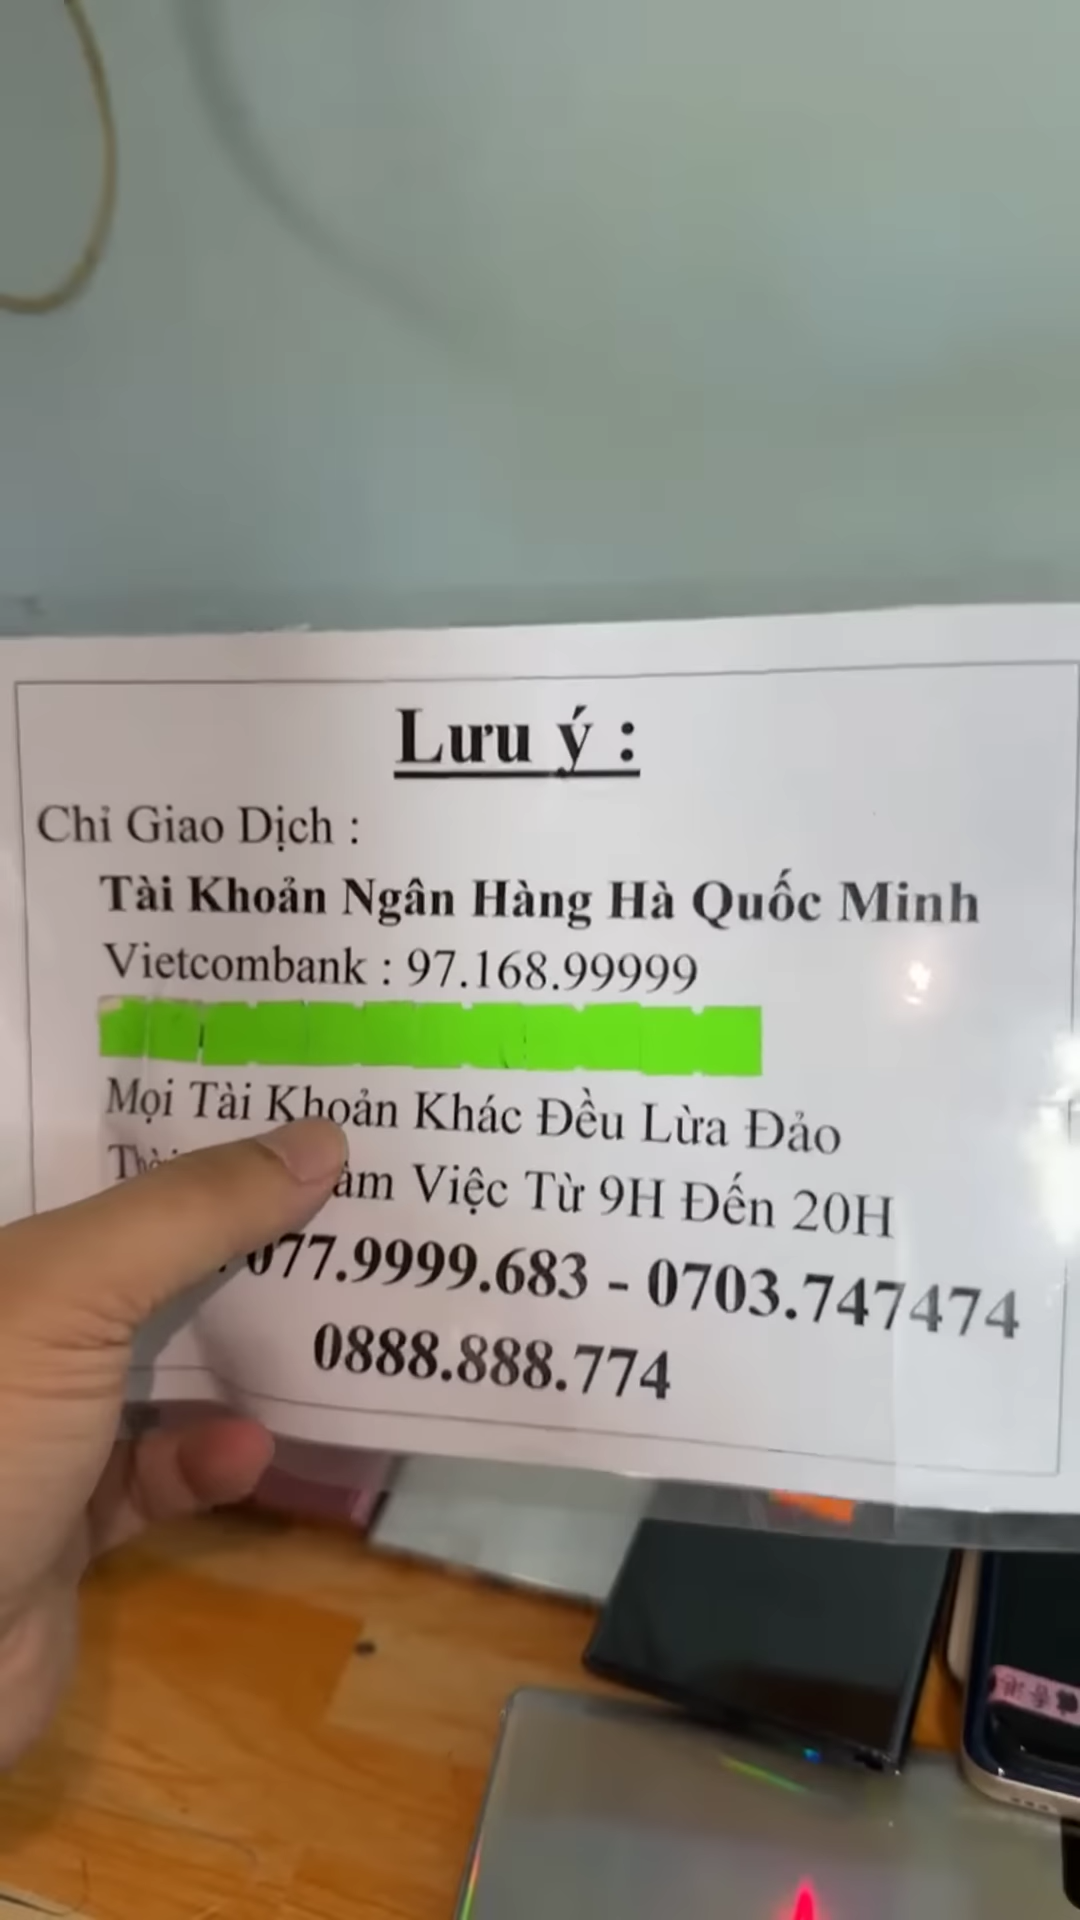 Lưu ý :
Chỉ Giao Dịch :
Tài Khoản Ngân Hàng Hà Quốc Minh
Vietcombank : 97.168.99999
Mọi Tài Khoản Khác Đều Lừa Đảo
Việc Từ 9H Đến 20H
077.9999.683 - 0703.747474
0888.888.774